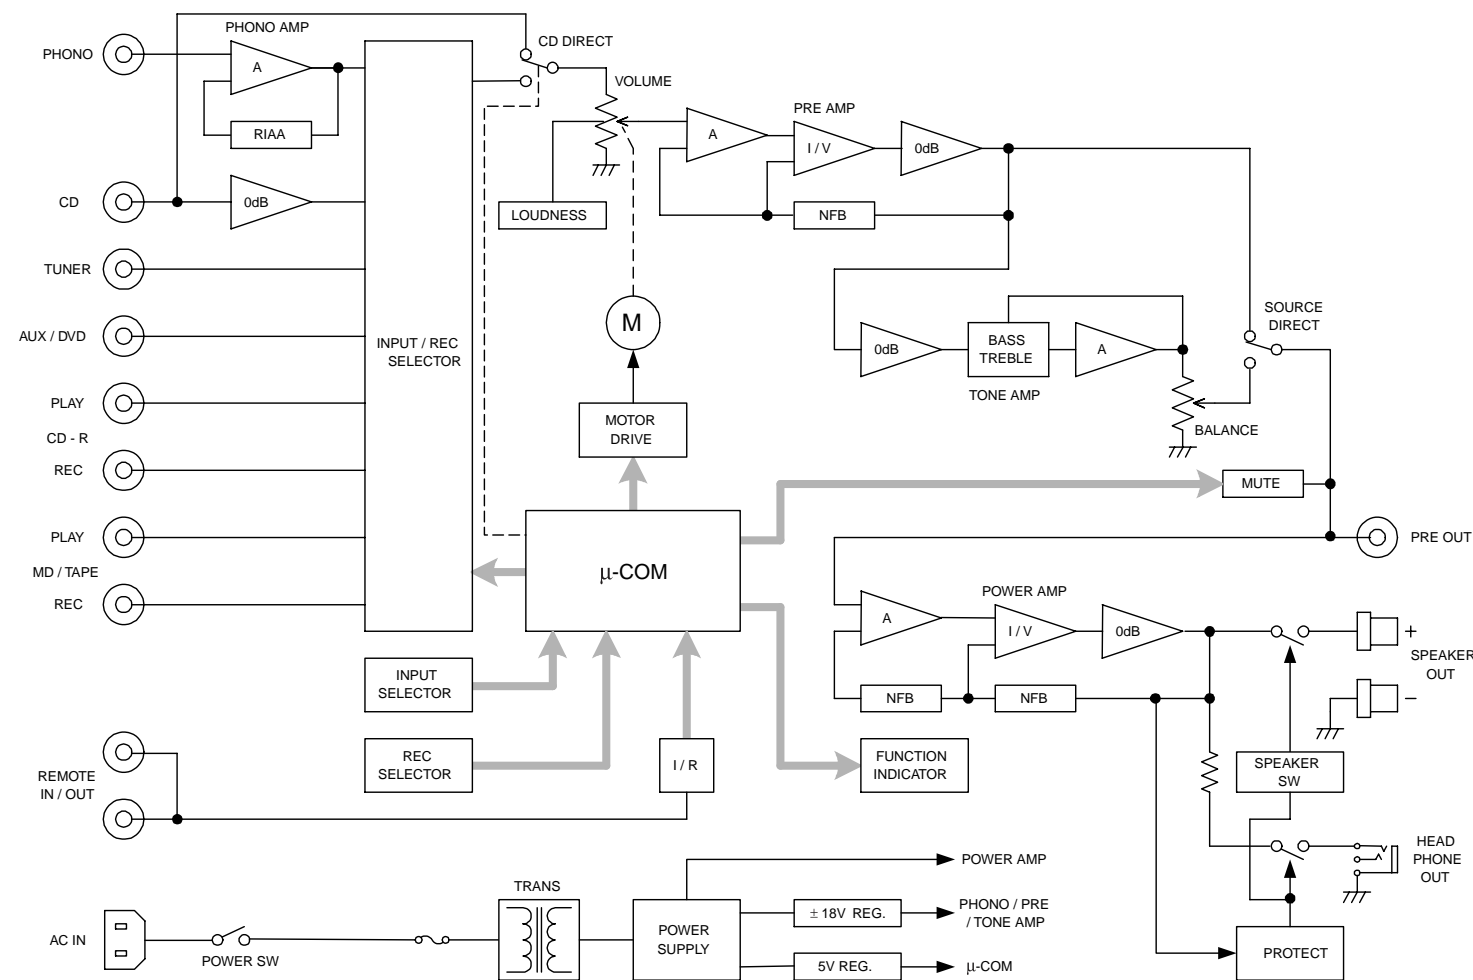 PHONO AMP
PHONO
A
RIAA
CD DIRECT
VOLUME
PRE AMP
A
I / V
0dB
CD
0dB
LOUDNESS
NFB
TUNER
AUX / DVD
INPUT / REC
SELECTOR
M
SOURCE
DIRECT
0dB
BASS
TREBLE
A
TONE AMP
BALANCE
PLAY
CD - R
REC
MOTOR
DRIVE
MUTE
PLAY
MD / TAPE
REC
μ-COM
PRE OUT
POWER AMP
A
I / V
0dB
+
SPEAKER
OUT
−
NFB
NFB
INPUT
SELECTOR
REC
SELECTOR
I / R
FUNCTION
INDICATOR
SPEAKER
SW
REMOTE
IN / OUT
HEAD
PHONE
OUT
POWER AMP
TRANS
±18V REG.
PHONO / PRE
/ TONE AMP
AC IN
POWER SW
POWER
SUPPLY
5V REG.
μ-COM
PROTECT